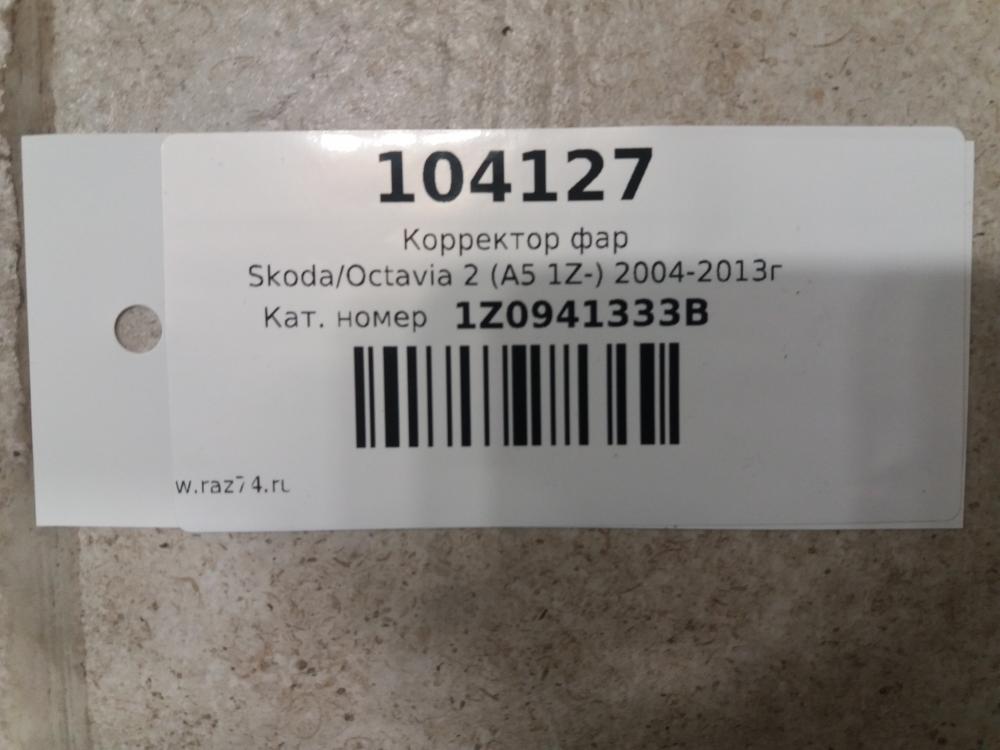 104127
Корректор фар
Skoda/Octavia 2 (A5 1Z-) 2004-2013г
Кат. номер 1Z0941333B
w.raz74.ru